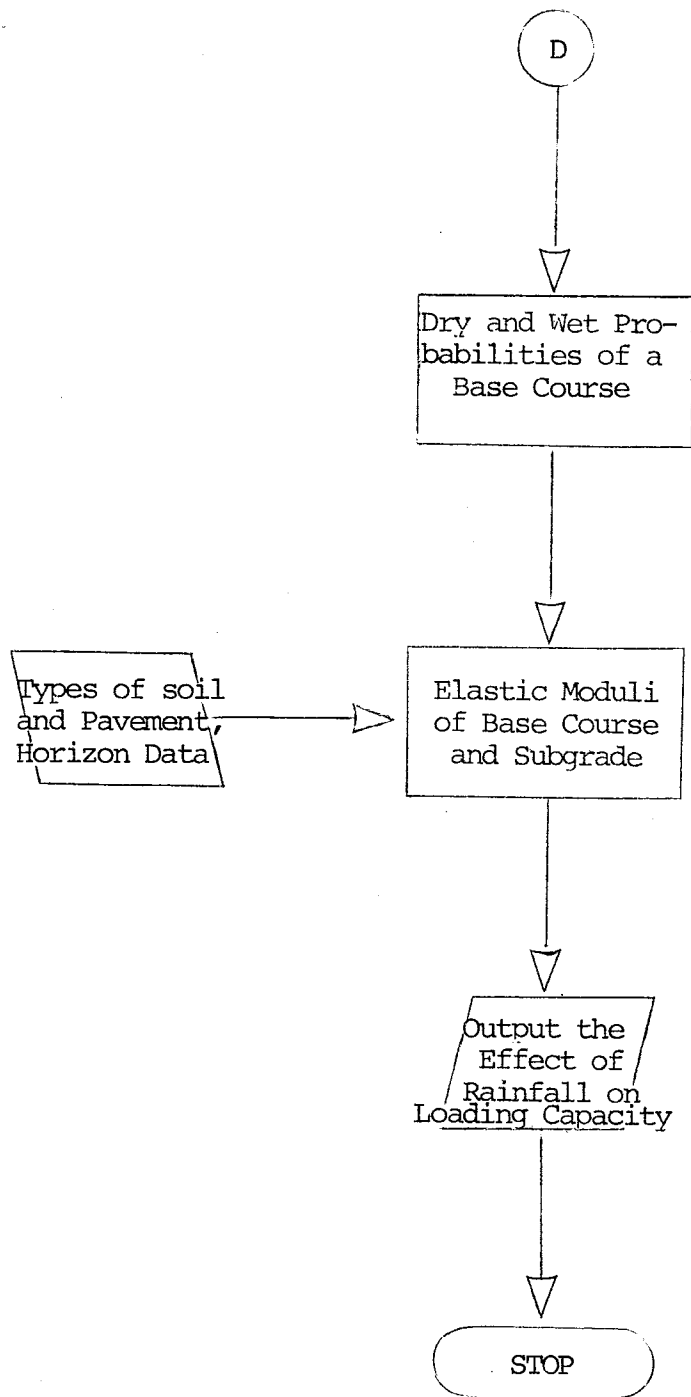 D
Dry and Wet Pro-
babilities of a
Base Course
Types of soil
and Pavement,
Horizon Data
Elastic Moduli
of Base Course
and Subgrade
Output the
Effect of
Rainfall on
Loading Capacity
STOP